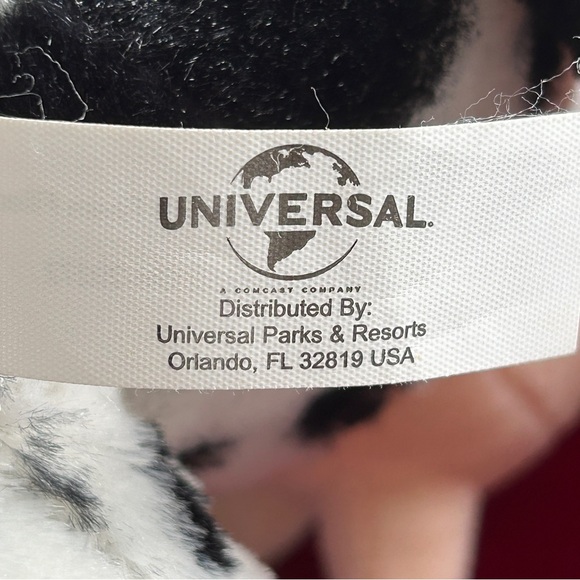 UNIVERSAL®
A COMCAST COMPANY
Distributed By:
Universal Parks & Resorts
Orlando, FL 32819 USA